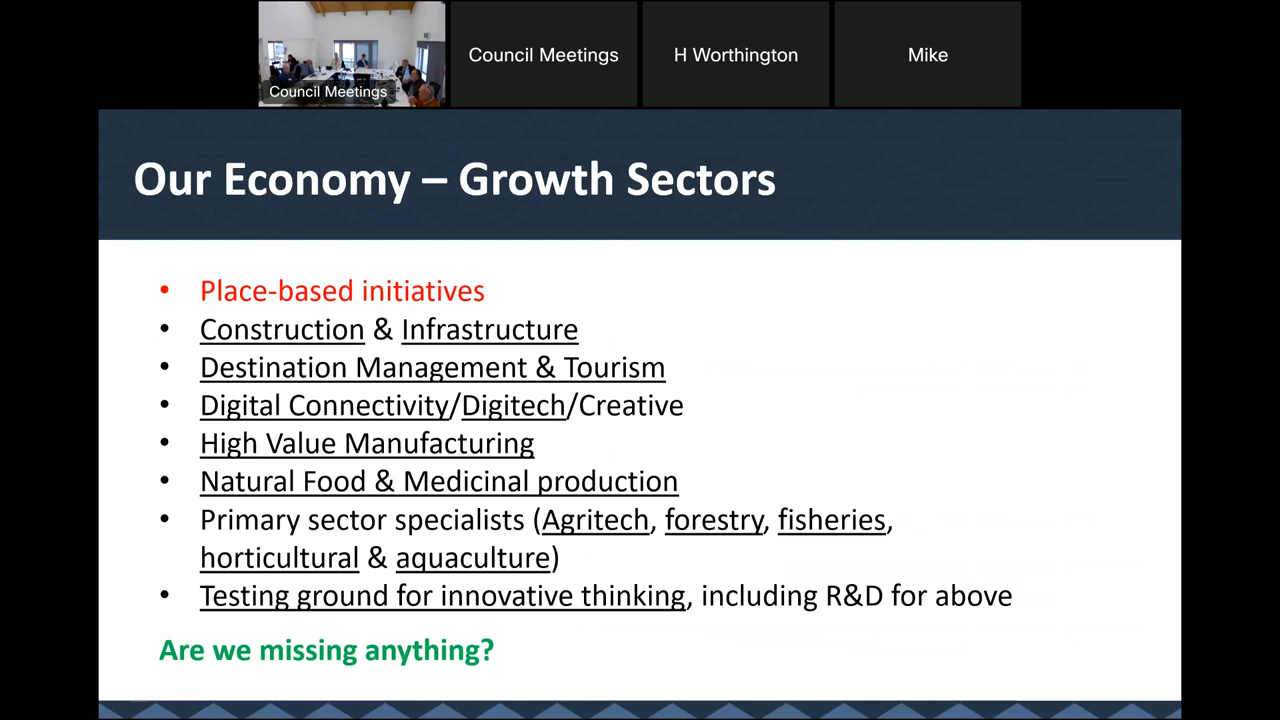 Council Meetings
Council Meetings
H Worthington
Mike
Our Economy – Growth Sectors
• Place-based initiatives
• Construction & Infrastructure
• Destination Management & Tourism
• Digital Connectivity/Digitech/Creative
• High Value Manufacturing
• Natural Food & Medicinal production
• Primary sector specialists (Agritech, forestry, fisheries,
horticultural & aquaculture)
• Testing ground for innovative thinking, including R&D for above
Are we missing anything?